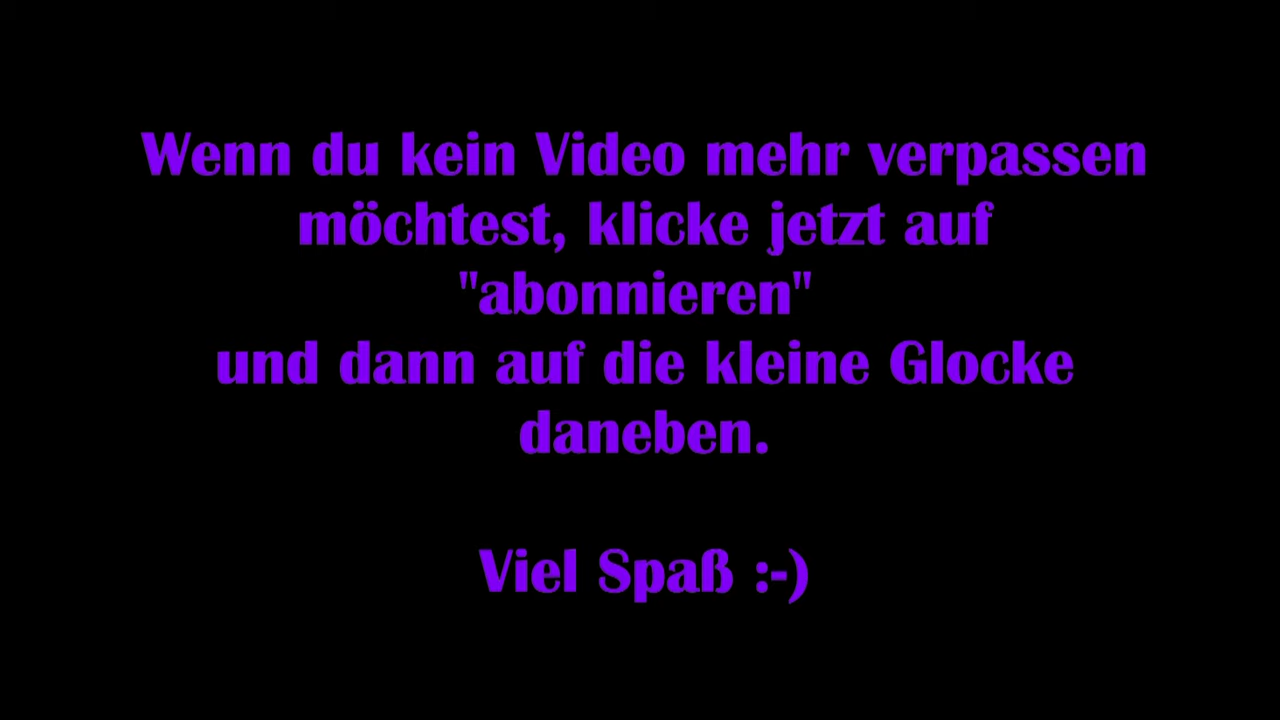 Wenn du kein Video mehr verpassen
möchtest, klicke jetzt auf
"abonnieren"
und dann auf die kleine Glocke
daneben.
Viel Spaß :-)